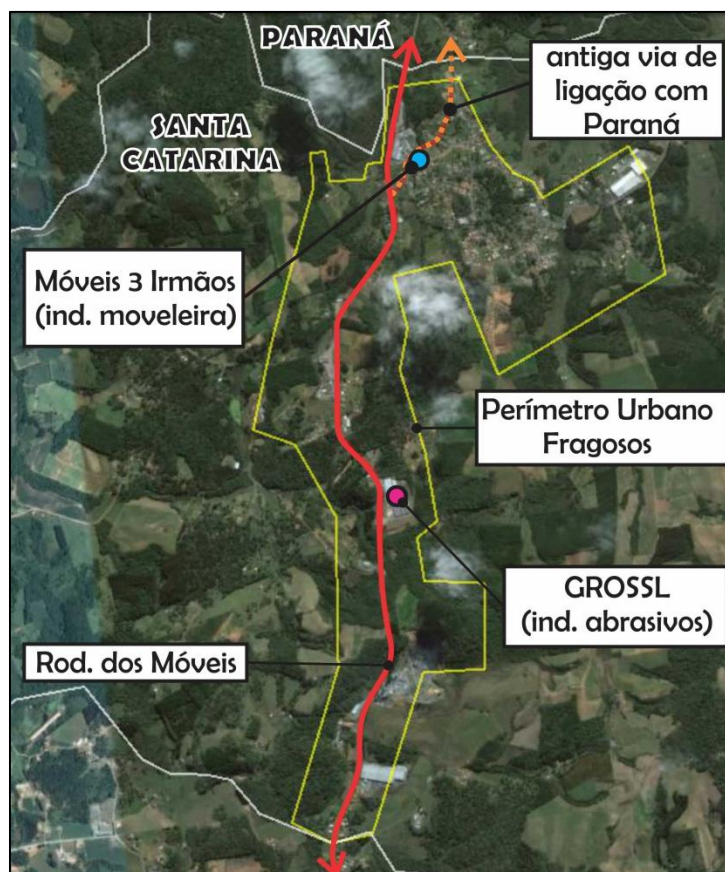 PARANÁ
antiga via de
ligação com
Paraná
SANTA
CATARINA
Móveis 3 Irmãos
(ind. moveleira)
Perímetro Urbano
Fragosos
GROSSL
(ind. abrasivos)
Rod. dos Móveis